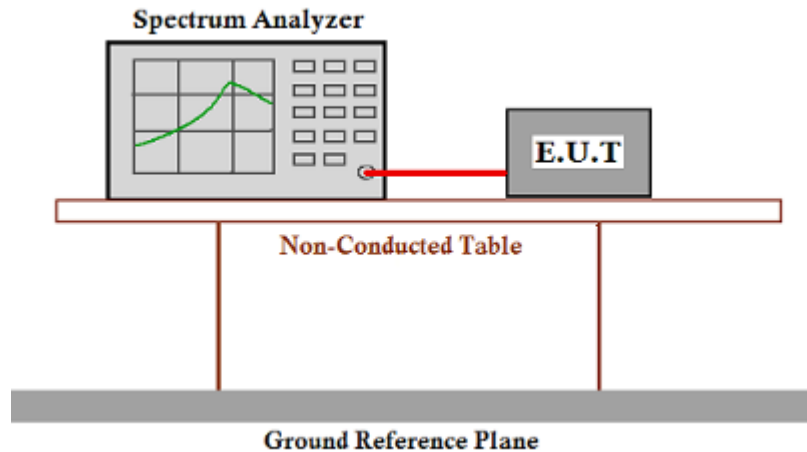 Spectrum Analyzer
E.U.T
Non-Conducted Table
Ground Reference Plane